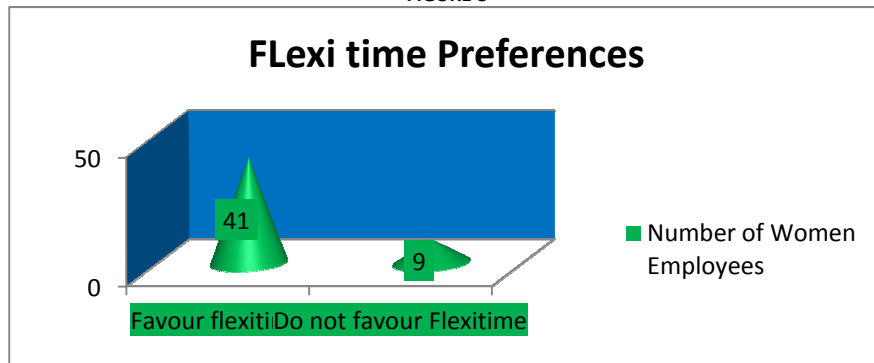 FLexi time Preferences
50
41
9
0
Number of Women
Employees
Favour flexiti
Do not favour Flexitime